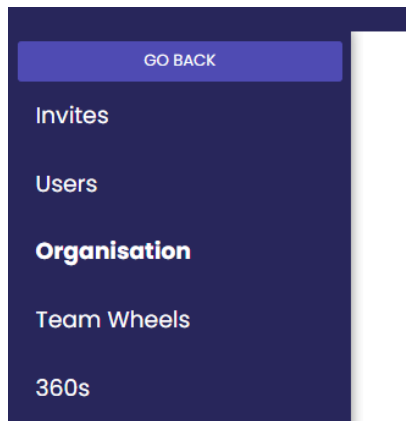 GO BACK
Invites
Users
Organisation
Team Wheels
360s